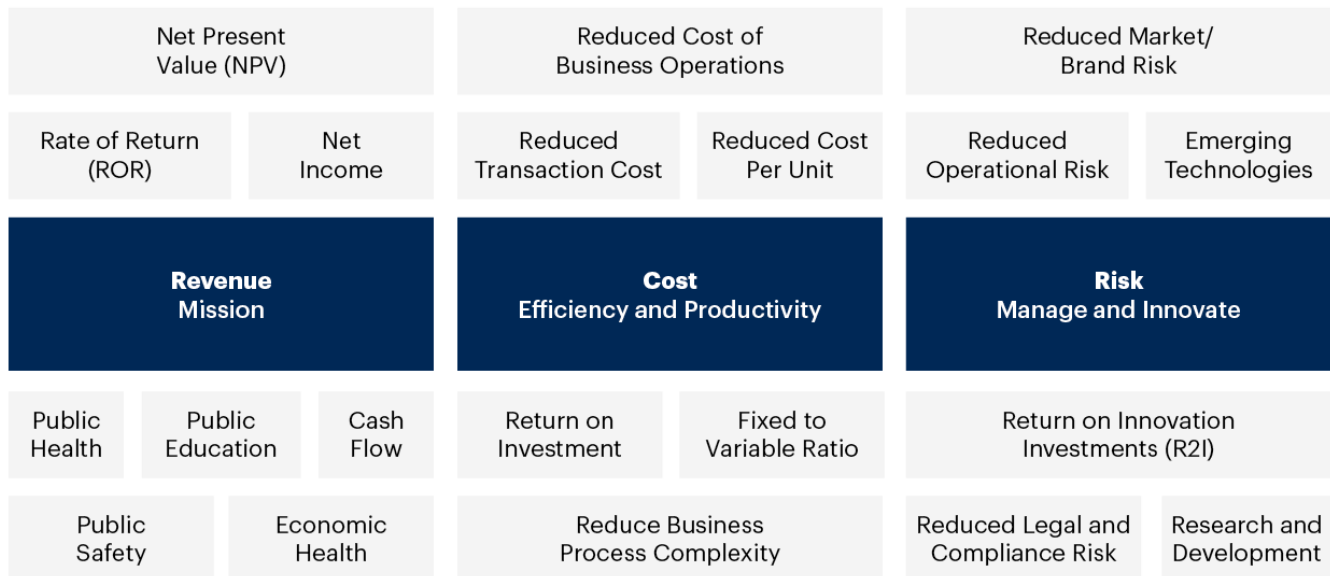 Net Present
Value (NPV)
Reduced Cost of
Business Operations
Reduced Market/
Brand Risk
Rate of Return
(ROR)
Net
Income
Reduced
Transaction Cost
Reduced Cost
Per Unit
Reduced
Operational Risk
Emerging
Technologies
Revenue
Mission
Cost
Efficiency and Productivity
Risk
Manage and Innovate
Public
Health
Public
Education
Cash
Flow
Return on
Investment
Fixed to
Variable Ratio
Return on Innovation
Investments (R2I)
Public
Safety
Economic
Health
Reduce Business
Process Complexity
Reduced Legal and
Compliance Risk
Research and
Development